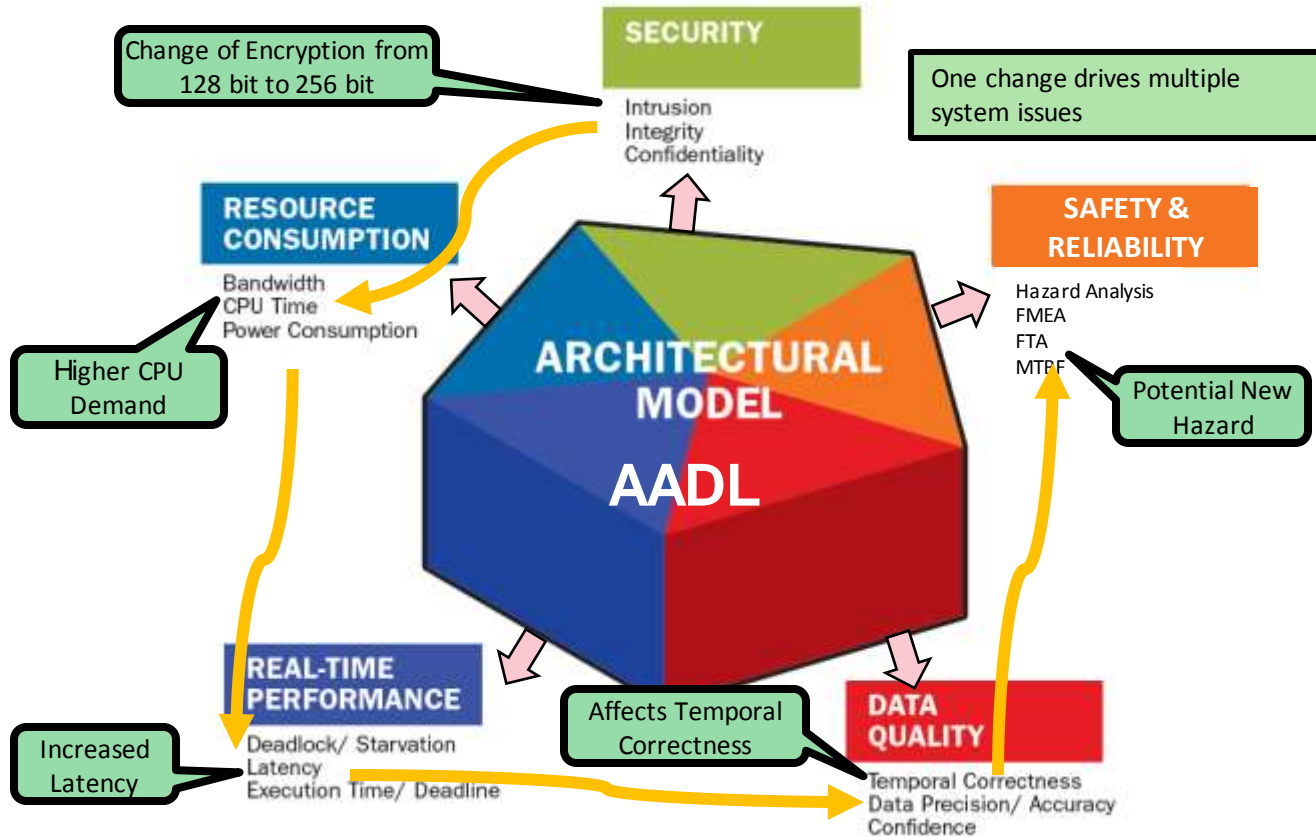 Change of Encryption from
128 bit to 256 bit
SECURITY
Intrusion
Integrity
Confidentiality
One change drives multiple
system issues
RESOURCE
CONSUMPTION
Bandwidth
CPU Time
Power Consumption
Higher CPU
Demand
SAFETY &
RELIABILITY
Hazard Analysis
FMEA
FTA
MTBF
Potential New
Hazard
ARCHITECTURAL
MODEL
AADL
REAL-TIME
PERFORMANCE
Deadlock/ Starvation
Latency
Execution Time/ Deadline
Increased
Latency
Affects Temporal
Correctness
DATA
QUALITY
Temporal Correctness
Data Precision/ Accuracy
Confidence